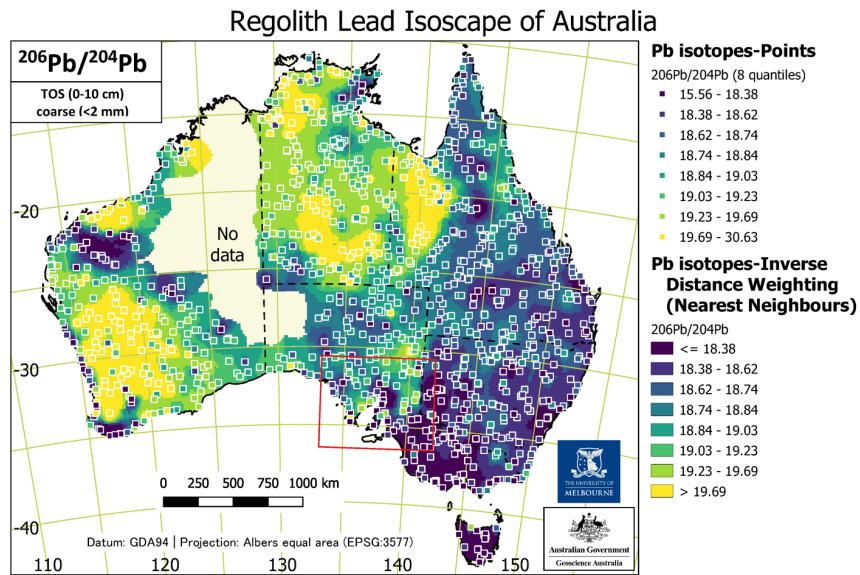 Regolith Lead Isoscape of Australia
206Pb/204Pb
TOS (0-10 cm)
coarse (<2 mm)
No
data
-20
-30
-40
110
120
130
140
150
0 250 500 750 1000 km
Datum: GDA94 | Projection: Albers equal area (EPSG:3577)
THE UNIVERSITY OF
MELBOURNE
Australian Government
Geoscience Australia
Pb isotopes-Points
206Pb/204Pb (8 quantiles)
15.56 - 18.38
18.38 - 18.62
18.62 - 18.74
18.74 - 18.84
18.84 - 19.03
19.03 - 19.23
19.23 - 19.69
19.69 - 30.63
Pb isotopes-Inverse
Distance Weighting
(Nearest Neighbours)
206Pb/204Pb
<= 18.38
18.38 - 18.62
18.62 - 18.74
18.74 - 18.84
18.84 - 19.03
19.03 - 19.23
19.23 - 19.69
> 19.69